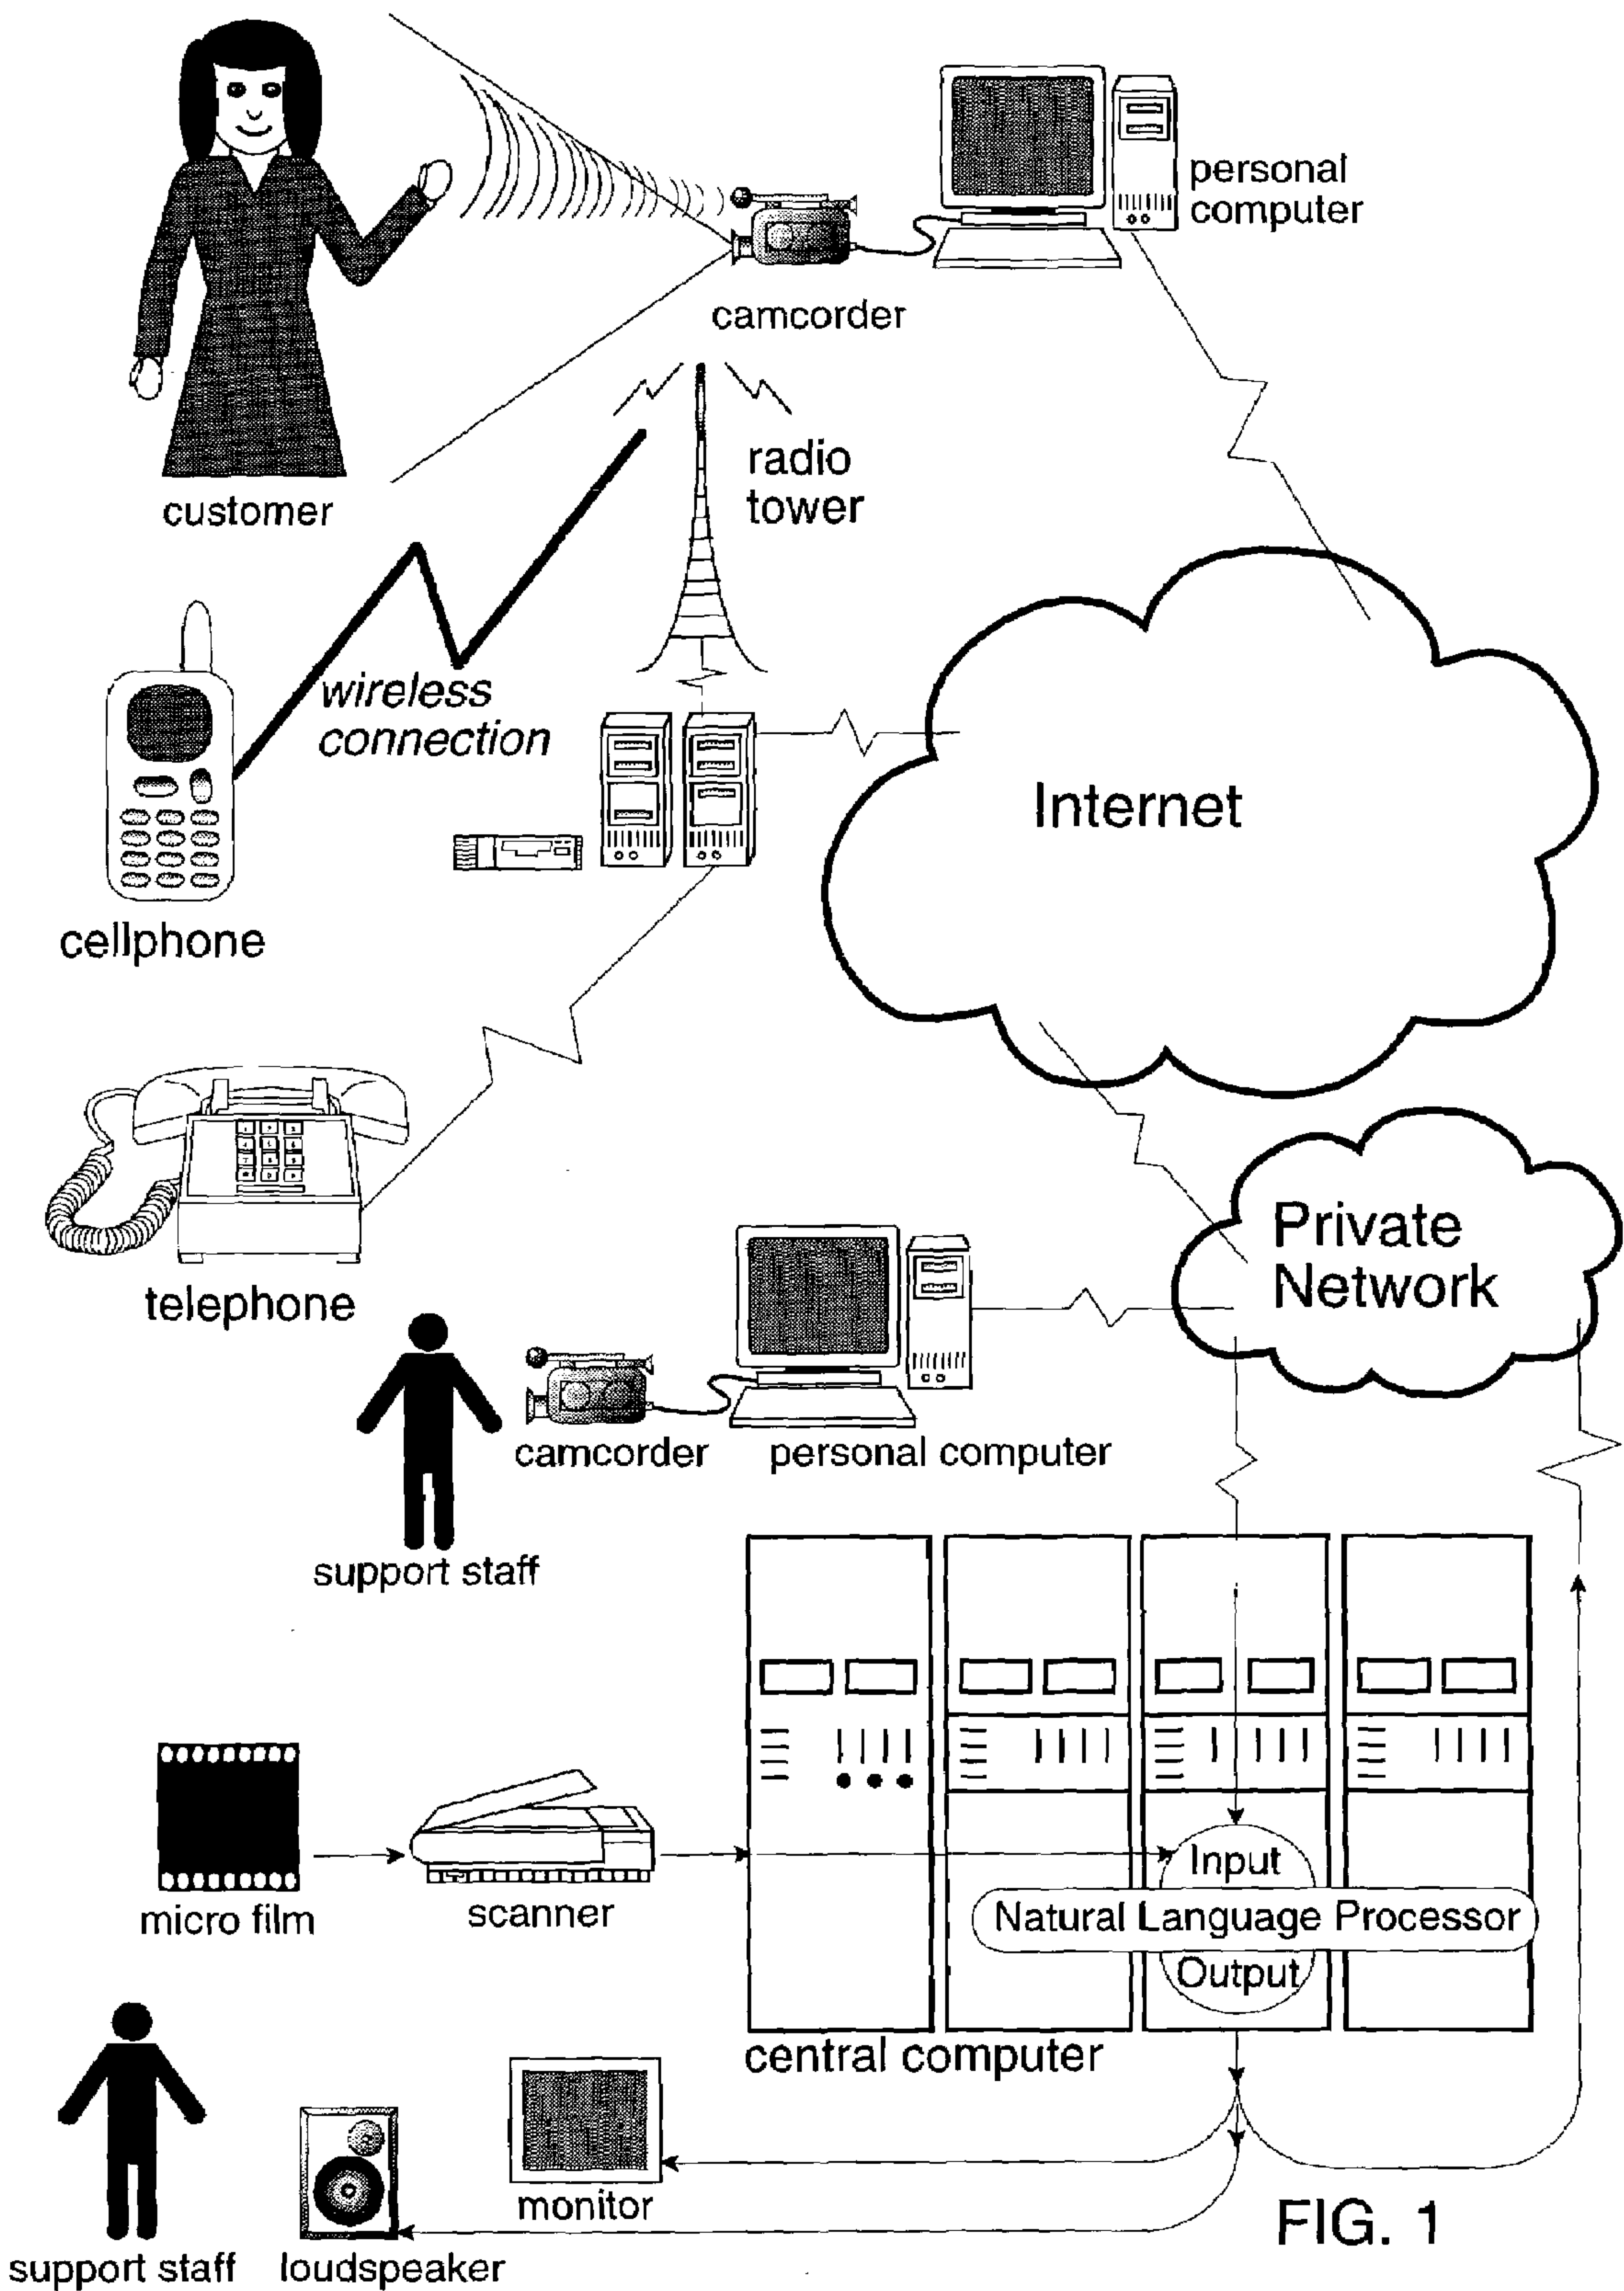 personal
computer
camcorder
customer
radio
tower
wireless
connection
Internet
cellphone
telephone
Private
Network
camcorder
personal computer
support staff
micro film
scanner
Input
Natural Language Processor
Output
central computer
monitor
support staff
loudspeaker
FIG. 1